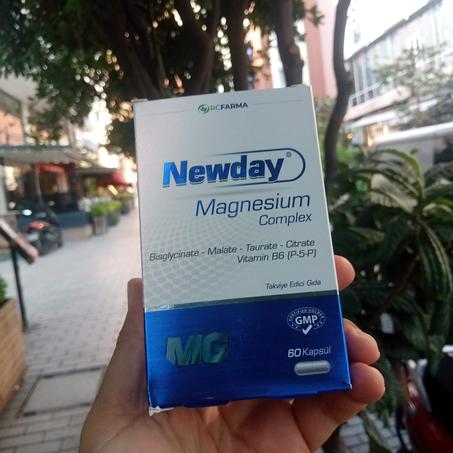 RCFARMA
Newday®
Magnesium
Complex
Bisglycinate - Malate - Taurate - Citrate
Vitamin B6 (P-5-P)
Takviye Edici Gıda
GMP
MG
60 Kapsül